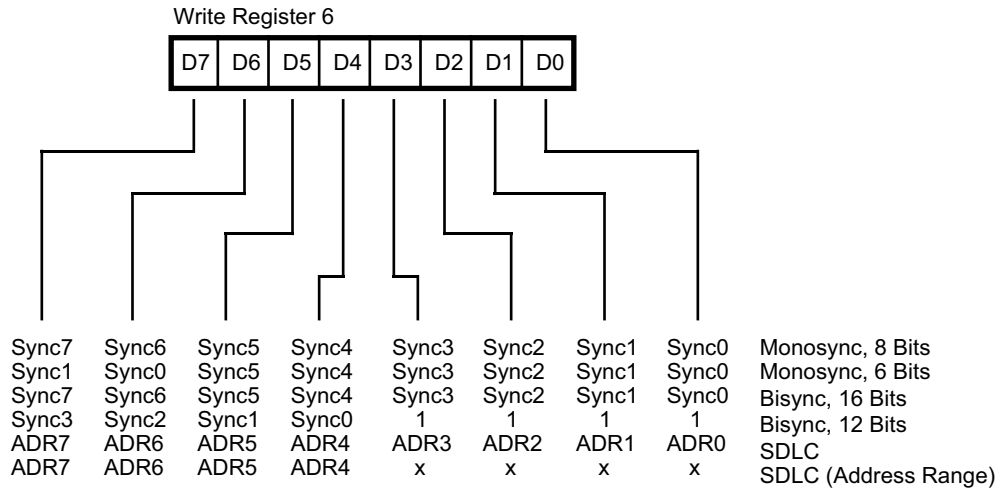 Write Register 6
D7 D6 D5 D4 D3 D2 D1 D0
Sync7 Sync6 Sync5 Sync4 Sync3 Sync2 Sync1 Sync0 Monosync, 8 Bits
Sync1 Sync0 Sync5 Sync4 Sync3 Sync2 Sync1 Sync0 Monosync, 6 Bits
Sync7 Sync6 Sync5 Sync4 Sync3 Sync2 Sync1 Sync0 Bisync, 16 Bits
Sync3 Sync2 Sync1 Sync0 1 1 1 1 Bisync, 12 Bits
ADR7 ADR6 ADR5 ADR4 ADR3 ADR2 ADR1 ADR0 SDLC
ADR7 ADR6 ADR5 ADR4 x x x x SDLC (Address Range)